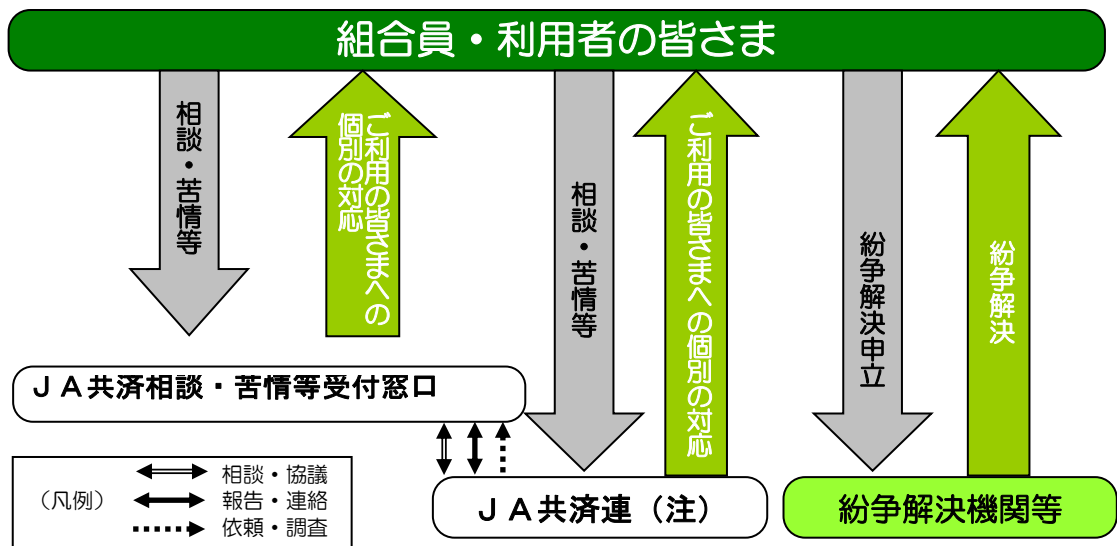 組合員・利用者の皆さま
相談・苦情等
ご利用の皆さまへの
個別の対応
相談・苦情等
ご利用の皆さまへの個別の対応
紛争解決申立
紛争解決
ＪＡ共済相談・苦情等受付窓口
ＪＡ共済連（注）
紛争解決機関等
（凡例）
相談・協議
報告・連絡
依頼・調査